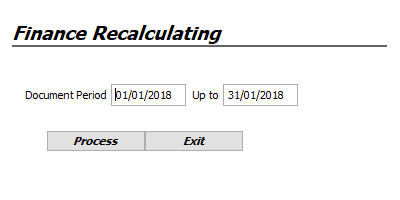 Finance Recalculating
Document Period 01/01/2018 Up to 31/01/2018
Process Exit